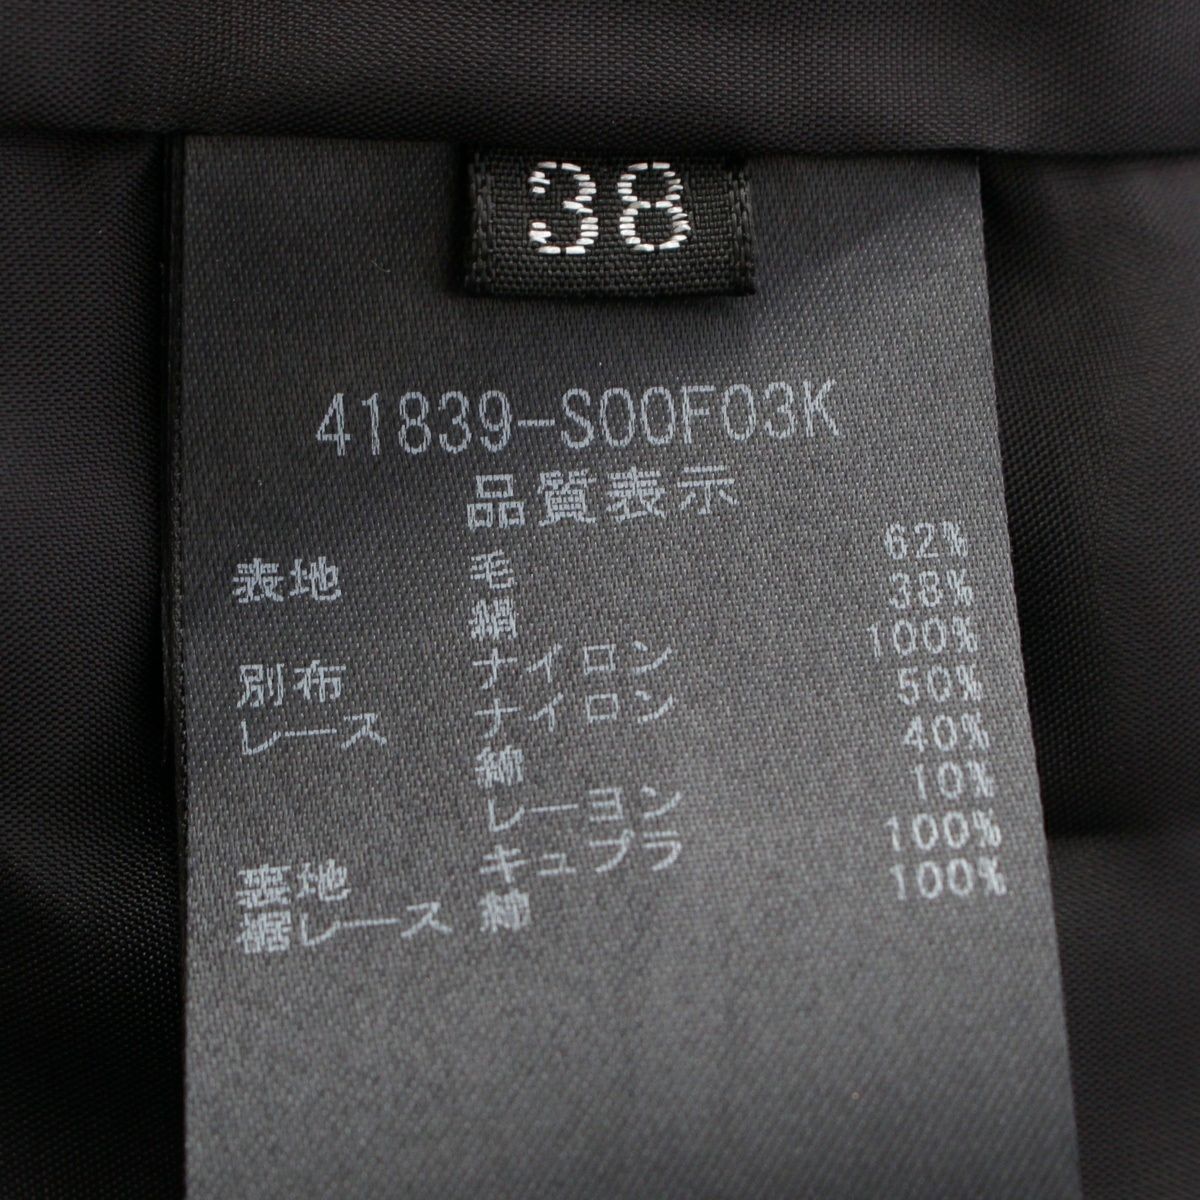 38
41839-S00F03K
品質表示
表地 毛 62%
絹 38%
別布 ナイロン 100%
レース ナイロン 50%
綿 40%
レーヨン 10%
裏地 キュプラ 100%
裾レース 綿 100%